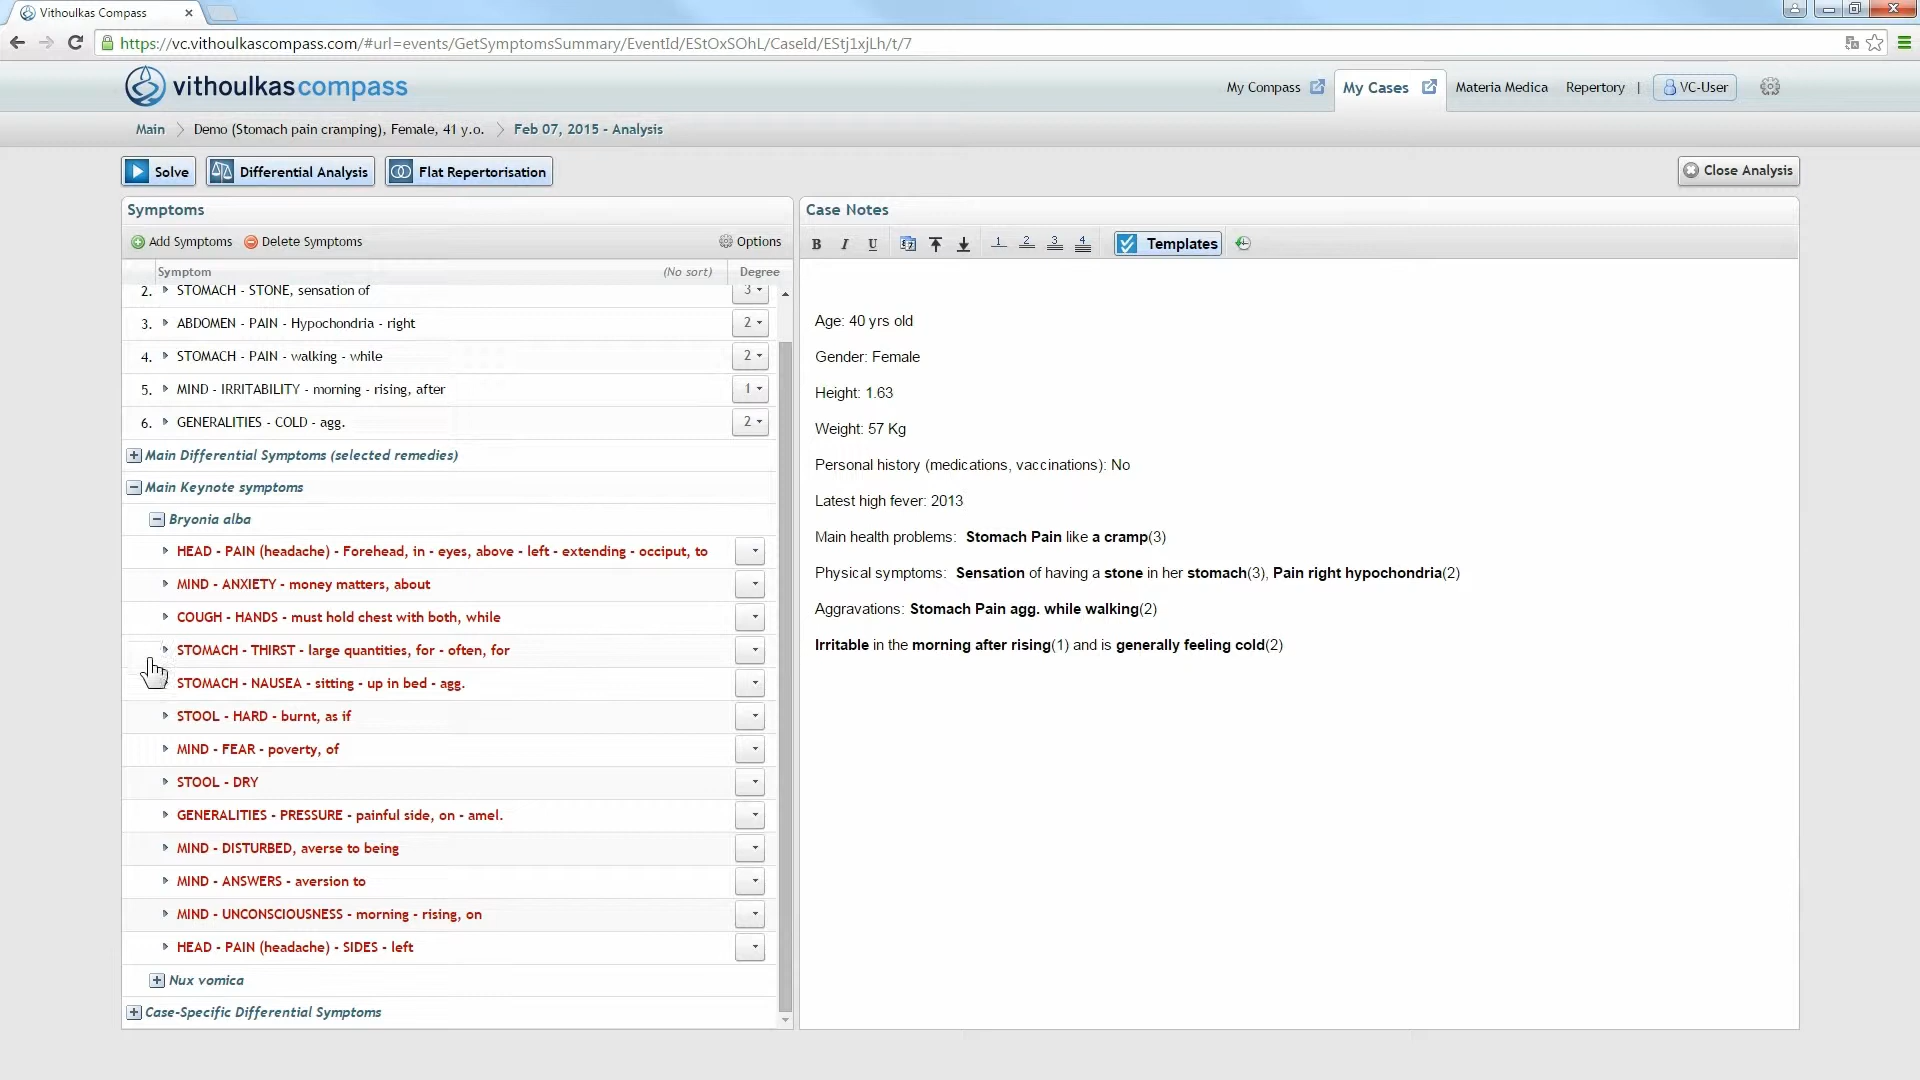 Vithoulkas Compass
https://vc.vithoulkascompass.com/#url=events/GetSymptomsSummary/EventId/EStOxSOhL/CaseId/EStj1xjLh/t/7
vithoulkascompass
My Compass
My Cases
Materia Medica
Repertory
|
VC-User
Main
Demo (Stomach pain cramping), Female, 41 y.o.
Feb 07, 2015 - Analysis
Solve
Differential Analysis
Flat Repertorisation
Close Analysis
Symptoms
Add Symptoms
Delete Symptoms
Options
Symptom
(No sort)
Degree
2. STOMACH - STONE, sensation of 3
3. ABDOMEN - PAIN - Hypochondria - right 2
4. STOMACH - PAIN - walking - while 2
5. MIND - IRRITABILITY - morning - rising, after 1
6. GENERALITIES - COLD - agg. 2
Main Differential Symptoms (selected remedies)
Main Keynote symptoms
Bryonia alba
HEAD - PAIN (headache) - Forehead, in - eyes, above - left - extending - occiput, to
MIND - ANXIETY - money matters, about
COUGH - HANDS - must hold chest with both, while
STOMACH - THIRST - large quantities, for - often, for
STOMACH - NAUSEA - sitting - up in bed - agg.
STOOL - HARD - burnt, as if
MIND - FEAR - poverty, of
STOOL - DRY
GENERALITIES - PRESSURE - painful side, on - amel.
MIND - DISTURBED, averse to being
MIND - ANSWERS - aversion to
MIND - UNCONSCIOUSNESS - morning - rising, on
HEAD - PAIN (headache) - SIDES - left
Nux vomica
Case-Specific Differential Symptoms
Case Notes
B I U 1 2 3 4 Templates
Age: 40 yrs old
Gender: Female
Height: 1.63
Weight: 57 Kg
Personal history (medications, vaccinations): No
Latest high fever: 2013
Main health problems: Stomach Pain like a cramp(3)
Physical symptoms: Sensation of having a stone in her stomach(3), Pain right hypochondria(2)
Aggravations: Stomach Pain agg. while walking(2)
Irritable in the morning after rising(1) and is generally feeling cold(2)